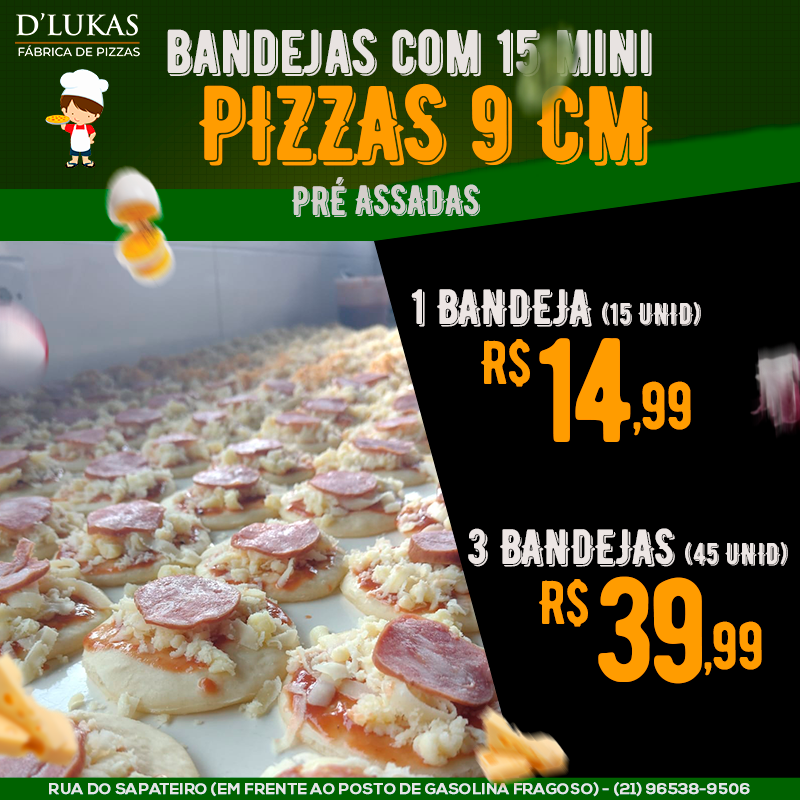 D'LUKAS
FÁBRICA DE PIZZAS
BANDEJAS COM 15 MINI
PIZZAS 9 CM
PRÉ ASSADAS
1 BANDEJA (15 UNID)
R$ 14,99
3 BANDEJAS (45 UNID)
R$ 39,99
RUA DO SAPATEIRO (EM FRENTE AO POSTO DE GASOLINA FRAGOSO) - (21) 96538-9506